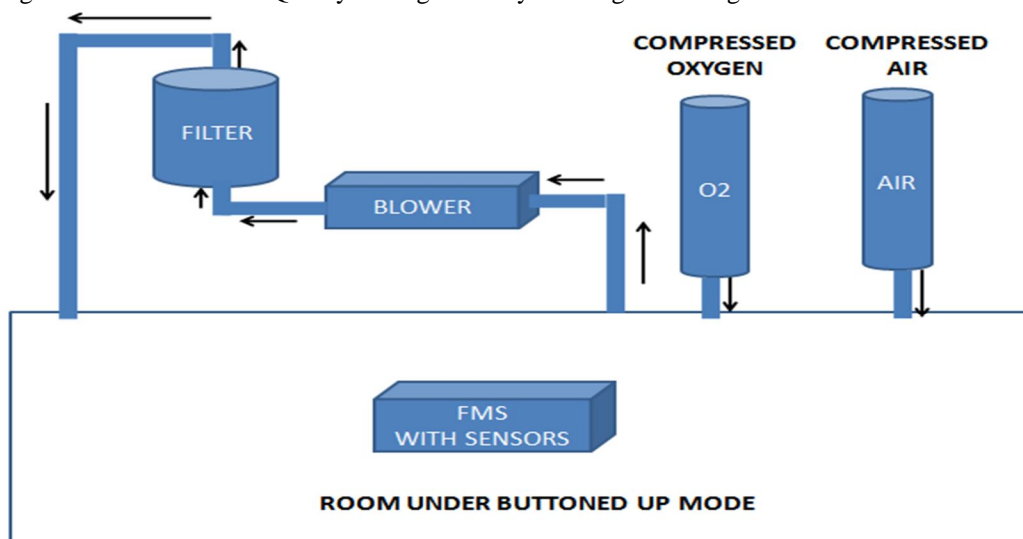 COMPRESSED
OXYGEN
COMPRESSED
AIR
FILTER
O2
AIR
BLOWER
FMS
WITH SENSORS
ROOM UNDER BUTTONED UP MODE